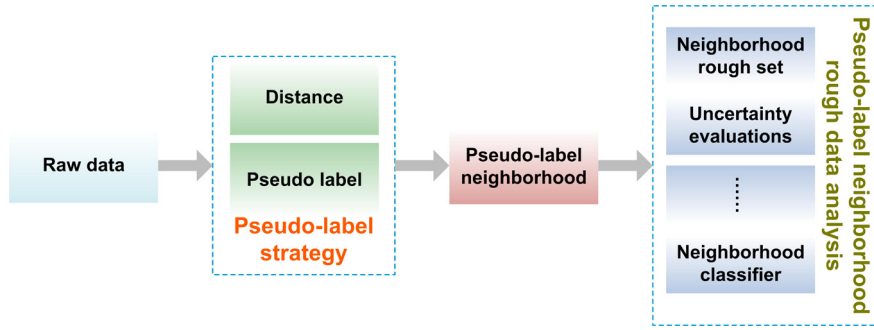 Raw data
Distance
Pseudo label
Pseudo-label
strategy
Pseudo-label
neighborhood
Neighborhood
rough set
Uncertainty
evaluations
......
Neighborhood
classifier
Pseudo-label neighborhood
rough data analysis